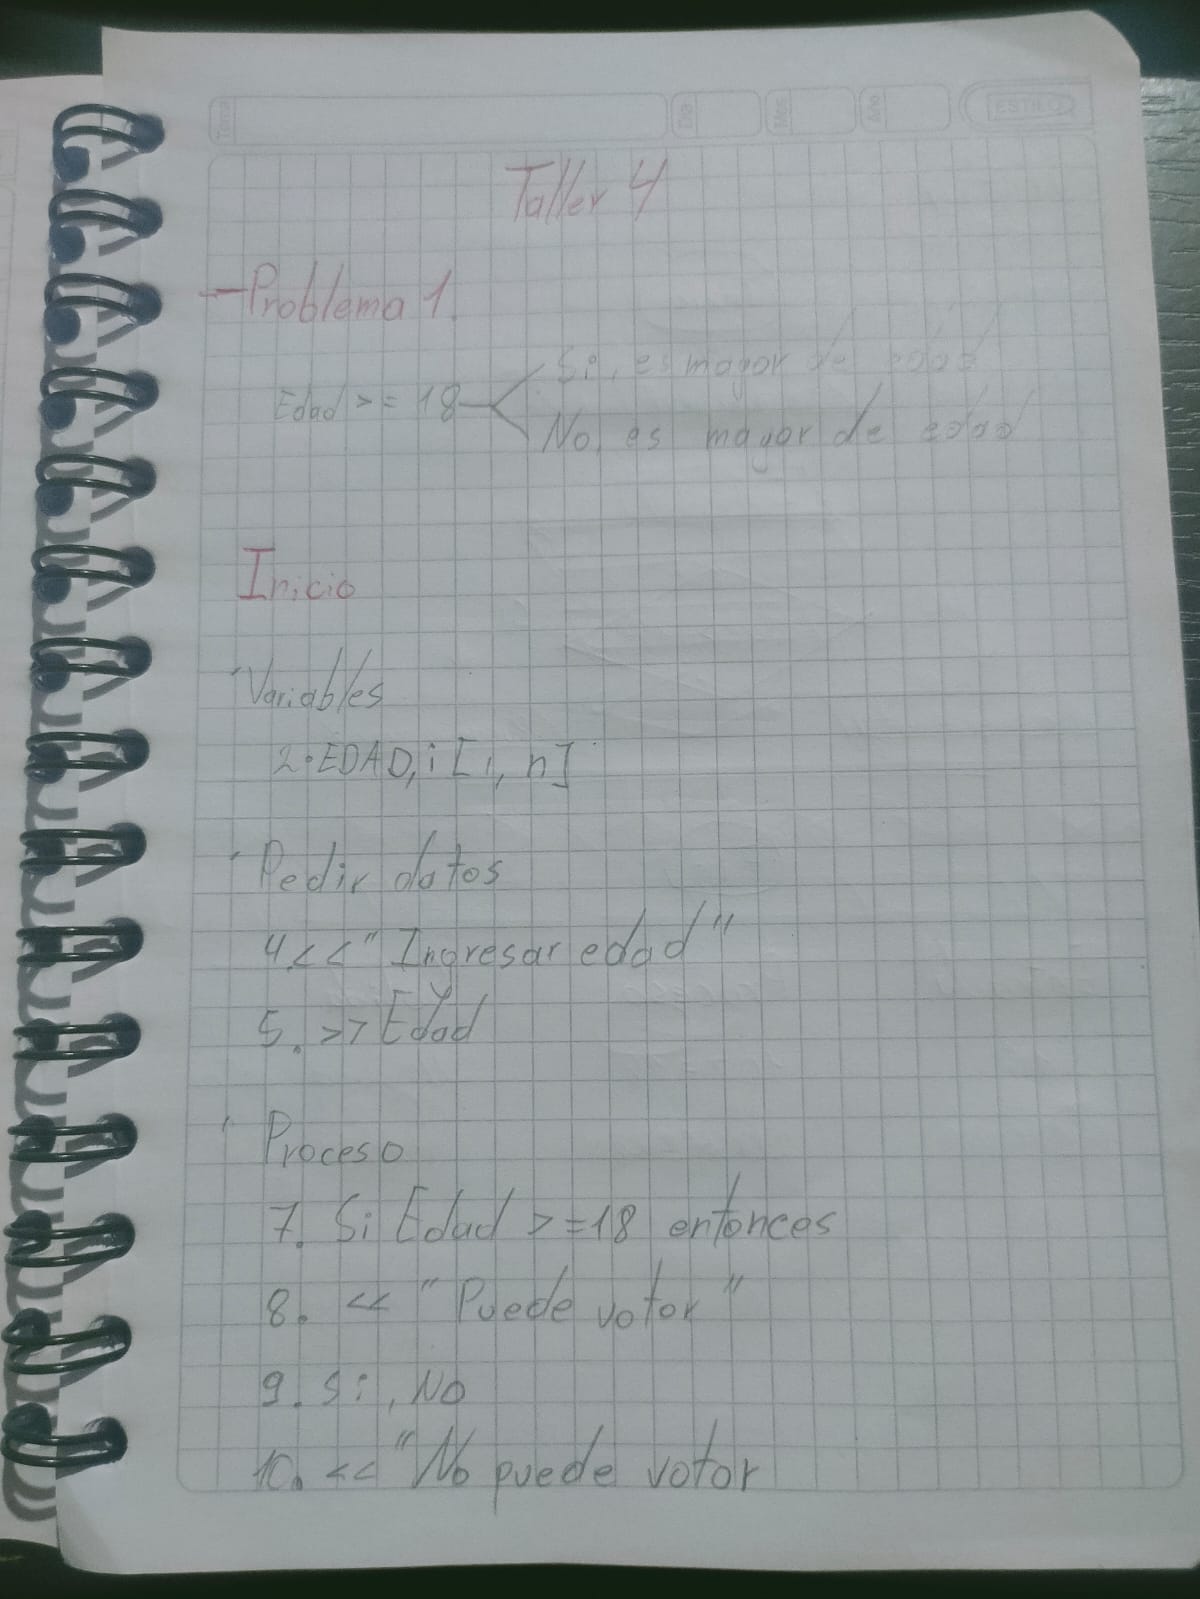 Tema
Día
Mes
Año
ESTILO
Taller 4
- Problema 1.
Si, es mayor de edad
Edad >= 18
No, es mayor de edad
Inicio
Variables
2. EDAD, i [1, n]
Pedir datos
4 << " Ingresar edad "
5. >> Edad
Proceso
7. Si Edad >= 18 entonces
8. << " Puede votar "
9. Si, No
10. << " No puede votar